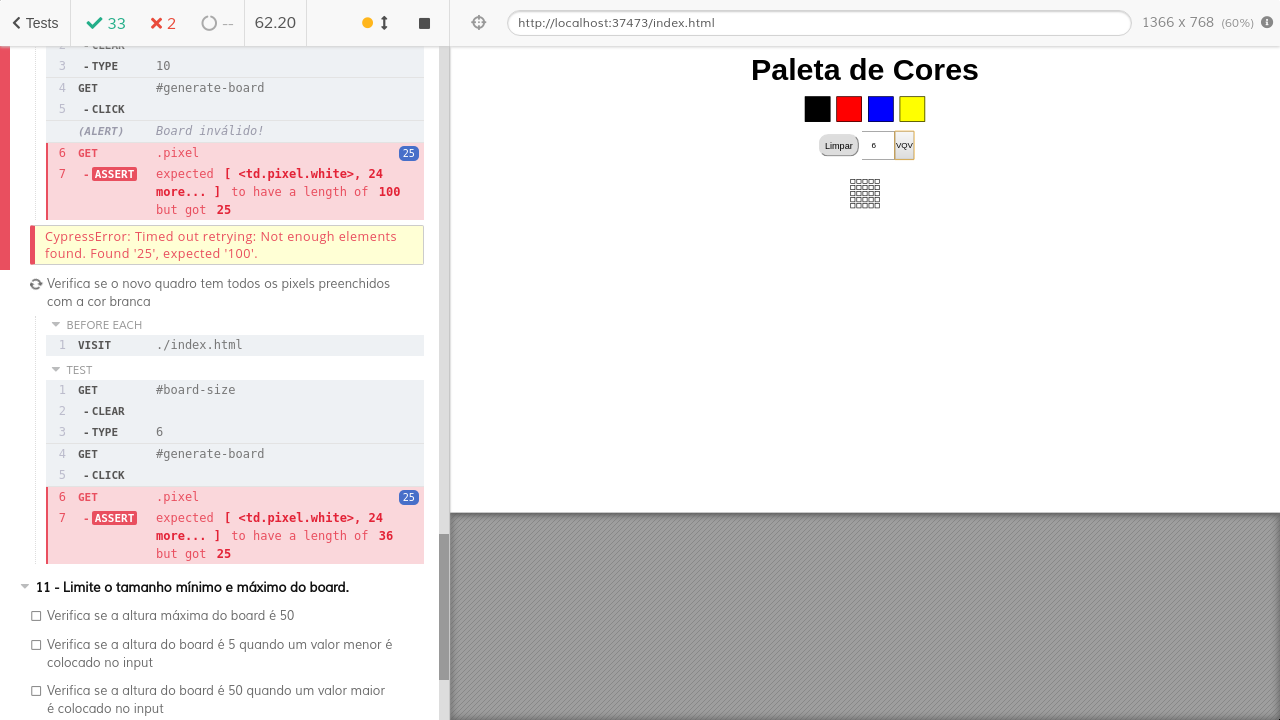 Tests 33 2 -- 62.20 http://localhost:37473/index.html 1366 x 768 (60%)
2 - CLEAR
3 - TYPE 10
4 GET #generate-board
5 - CLICK
(ALERT) Board inválido!
6 GET .pixel 25
7 - ASSERT expected [ <td.pixel.white>, 24
more... ] to have a length of 100
but got 25
CypressError: Timed out retrying: Not enough elements
found. Found '25', expected '100'.
Verifica se o novo quadro tem todos os pixels preenchidos
com a cor branca
BEFORE EACH
1 VISIT ./index.html
TEST
1 GET #board-size
2 - CLEAR
3 - TYPE 6
4 GET #generate-board
5 - CLICK
6 GET .pixel 25
7 - ASSERT expected [ <td.pixel.white>, 24
more... ] to have a length of 36
but got 25
11 - Limite o tamanho mínimo e máximo do board.
Verifica se a altura máxima do board é 50
Verifica se a altura do board é 5 quando um valor menor é
colocado no input
Verifica se a altura do board é 50 quando um valor maior
é colocado no input
Paleta de Cores
Limpar 6 VQV